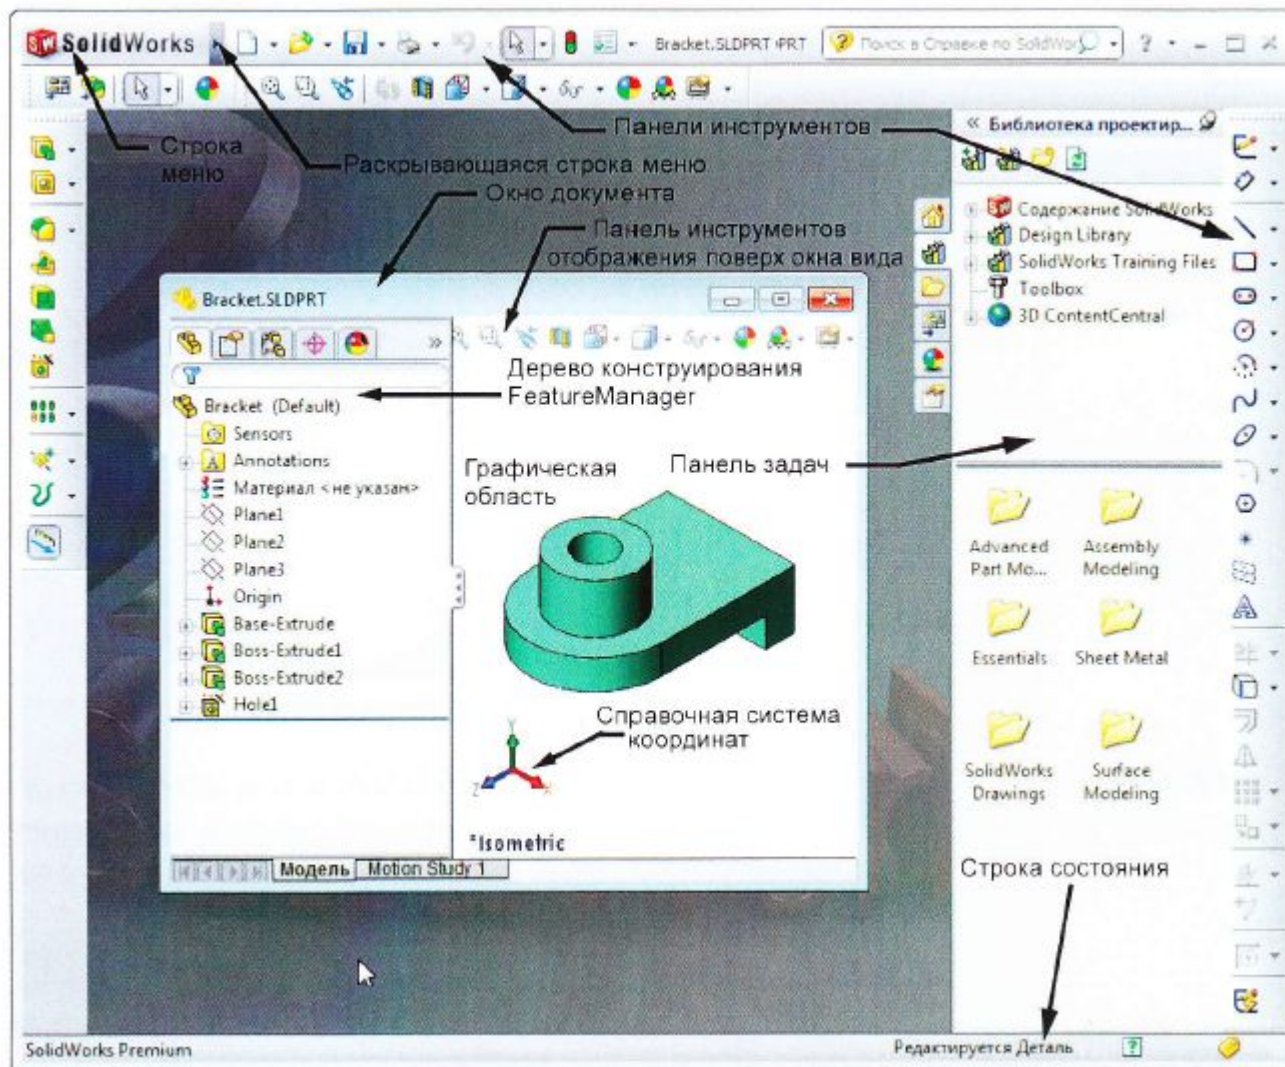 SolidWorks
Bracket.SLDPRT
Поиск в Справке по SolidWor
Панели инструментов
Строка
меню
Раскрывающаяся строка меню
Окно документа
Панель инструментов
отображения поверх окна вида
« Библиотека проектир...
Содержание SolidWorks
Design Library
SolidWorks Training Files
Toolbox
3D ContentCentral
Bracket.SLDPRT
Дерево конструирования
FeatureManager
Bracket (Default)
Sensors
Annotations
Материал <не указан>
Plane1
Plane2
Plane3
Origin
Base-Extrude
Boss-Extrude1
Boss-Extrude2
Hole1
Графическая
область
Панель задач
Справочная система
координат
Y
Z
X
*Isometric
Модель
Motion Study 1
Advanced
Part Mo...
Assembly
Modeling
Essentials
Sheet Metal
SolidWorks
Drawings
Surface
Modeling
Строка состояния
SolidWorks Premium
Редактируется Деталь